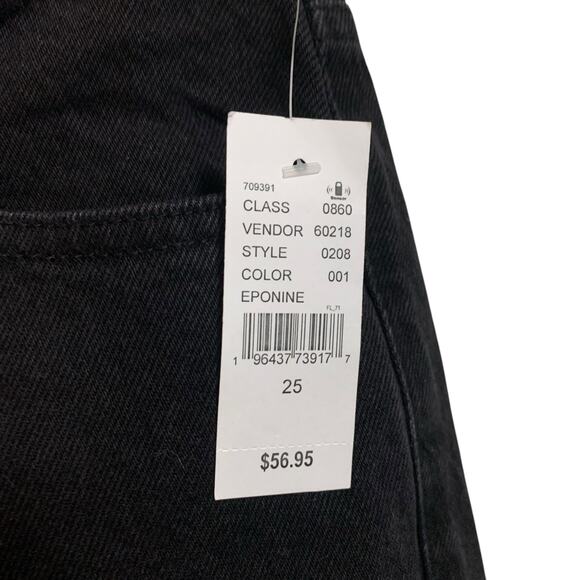 709391
Sensor
CLASS 0860
VENDOR 60218
STYLE 0208
COLOR 001
EPONINE
FL_71
1 96437 73917 7
25
$56.95